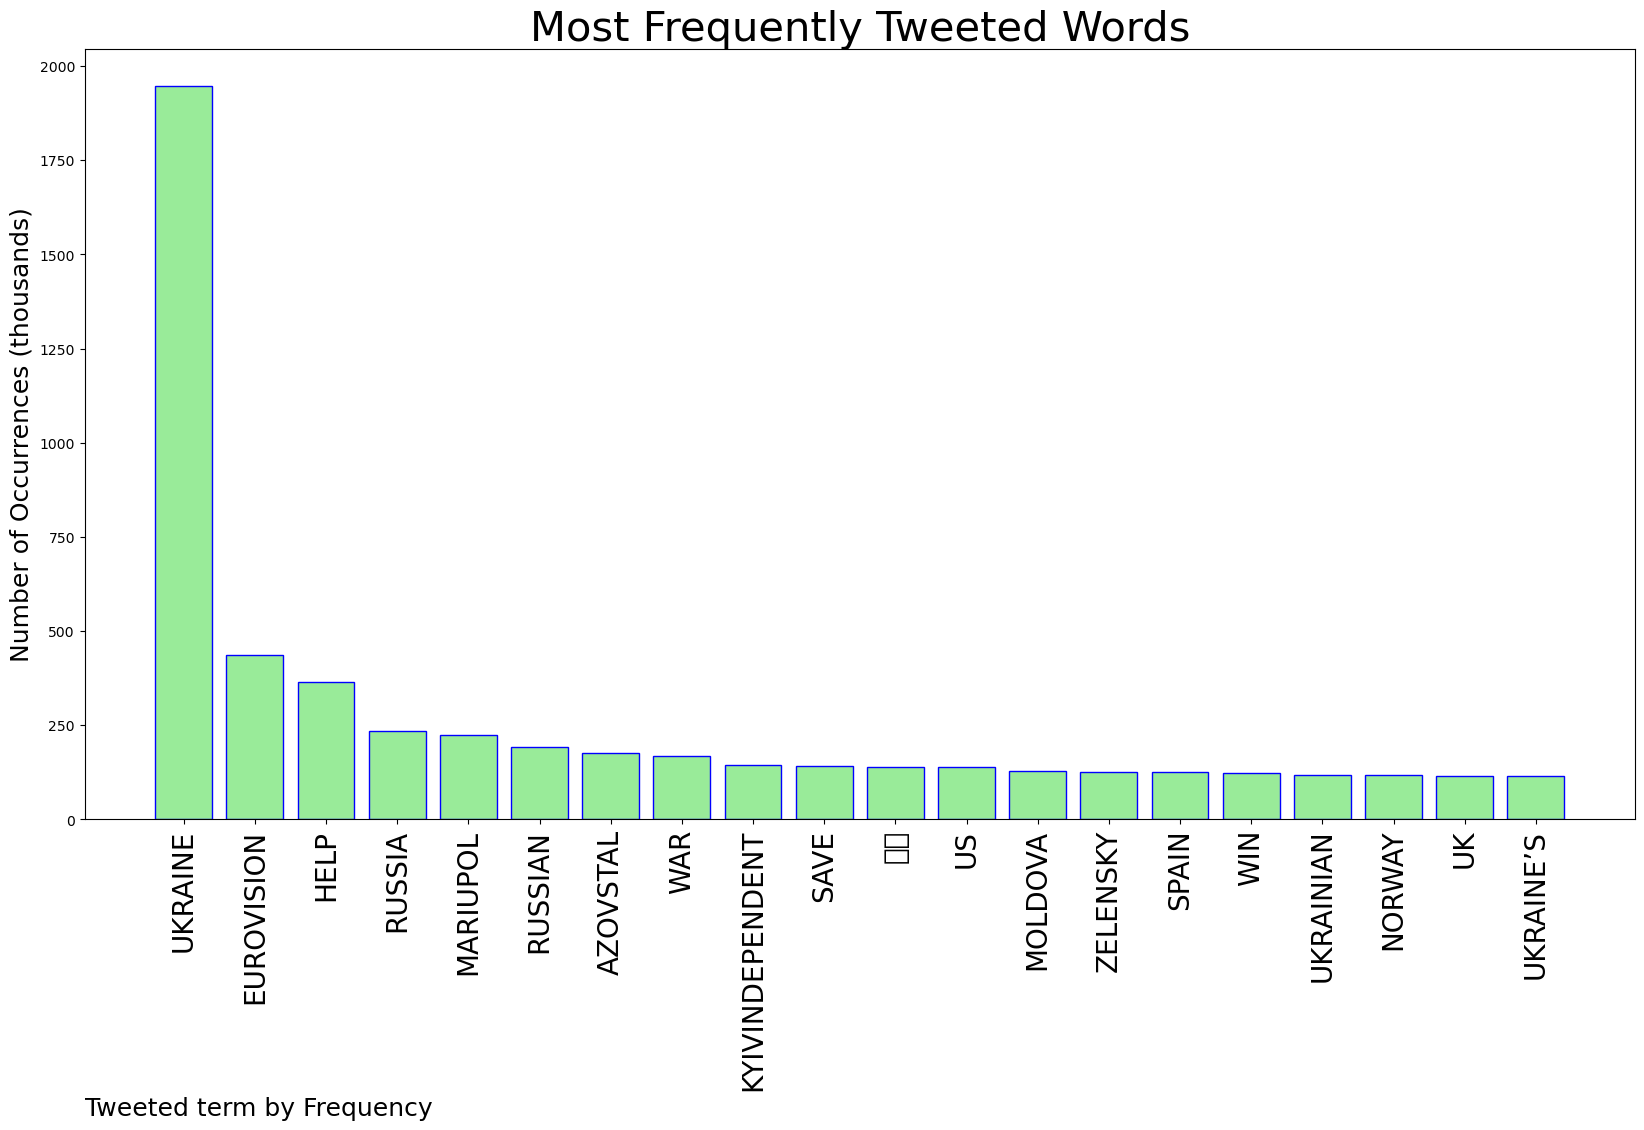 Most Frequently Tweeted Words
Number of Occurrences (thousands)
2000
1750
1500
1250
1000
750
500
250
0
UKRAINE
EUROVISION
HELP
RUSSIA
MARIUPOL
RUSSIAN
AZOVSTAL
WAR
KYIVINDEPENDENT
SAVE
US
MOLDOVA
ZELENSKY
SPAIN
WIN
UKRAINIAN
NORWAY
UK
UKRAINE’S
Tweeted term by Frequency